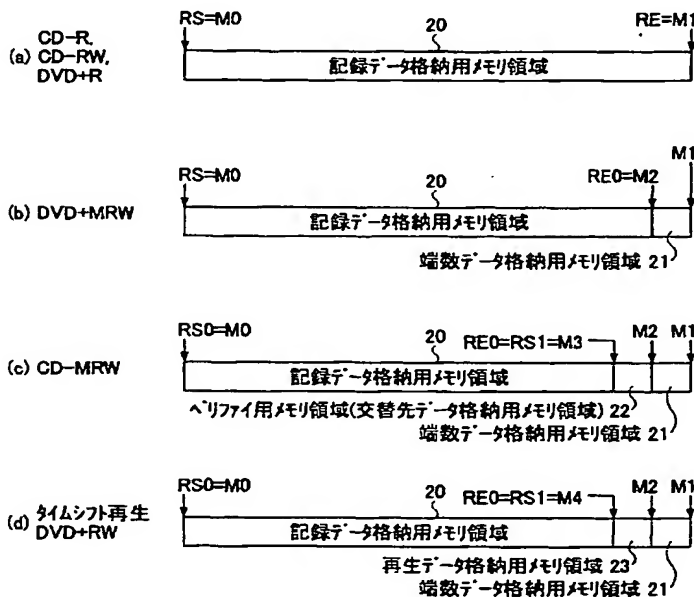 RS=M0 20 RE=M1
(a) CD-R, CD-RW, DVD+R
記録データ格納用メモリ領域
RS=M0 20 RE0=M2 M1
(b) DVD+MRW
記録データ格納用メモリ領域
端数データ格納用メモリ領域 21
RS0=M0 20 RE0=RS1=M3 M2 M1
(c) CD-MRW
記録データ格納用メモリ領域
ベリファイ用メモリ領域(交替先データ格納用メモリ領域) 22
端数データ格納用メモリ領域 21
RS0=M0 20 RE0=RS1=M4 M2 M1
(d) タイムシフト再生 DVD+RW
記録データ格納用メモリ領域
再生データ格納用メモリ領域 23
端数データ格納用メモリ領域 21